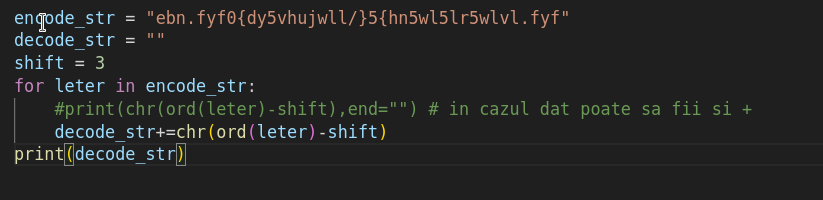 encode_str = "ebn.fyf0{dy5vhujwll/}5{hn5wl5lr5wlvl.fyf"
decode_str = ""
shift = 3
for leter in encode_str:
    #print(chr(ord(leter)-shift),end="") # in cazul dat poate sa fii si +
    decode_str+=chr(ord(leter)-shift)
print(decode_str)